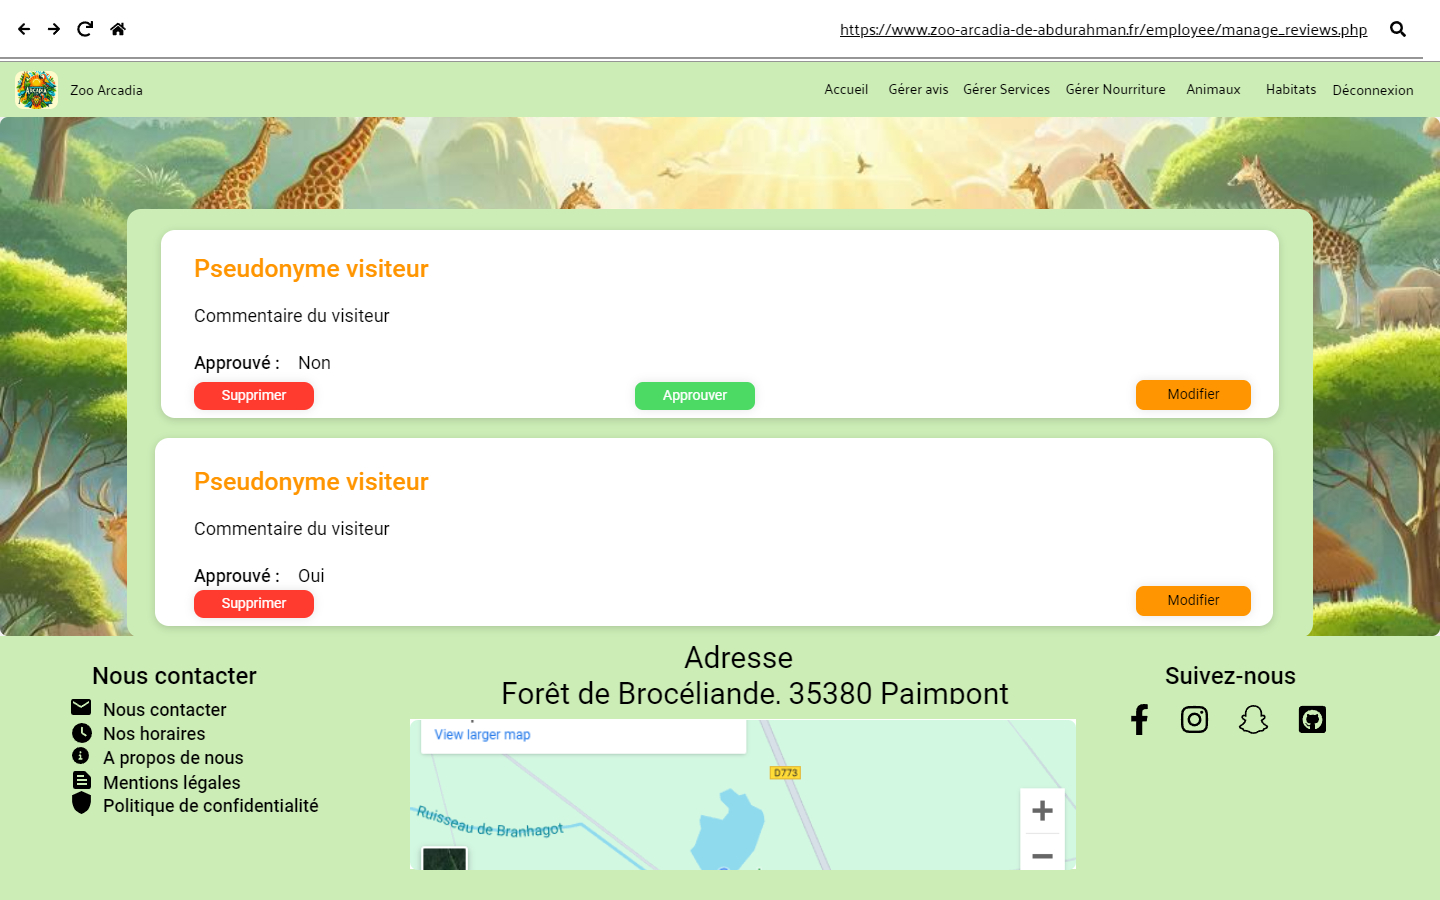 https://www.zoo-arcadia-de-abdurahman.fr/employee/manage_reviews.php
ARCADIA
Zoo Arcadia
Accueil
Gérer avis
Gérer Services
Gérer Nourriture
Animaux
Habitats
Déconnexion
Pseudonyme visiteur
Commentaire du visiteur
Approuvé : Non
Supprimer
Approuver
Modifier
Pseudonyme visiteur
Commentaire du visiteur
Approuvé : Oui
Supprimer
Modifier
Nous contacter
Nous contacter
Nos horaires
A propos de nous
Mentions légales
Politique de confidentialité
Adresse
Forêt de Brocéliande, 35380 Paimpont
View larger map
D773
Ruisseau de Branhagot
Suivez-nous